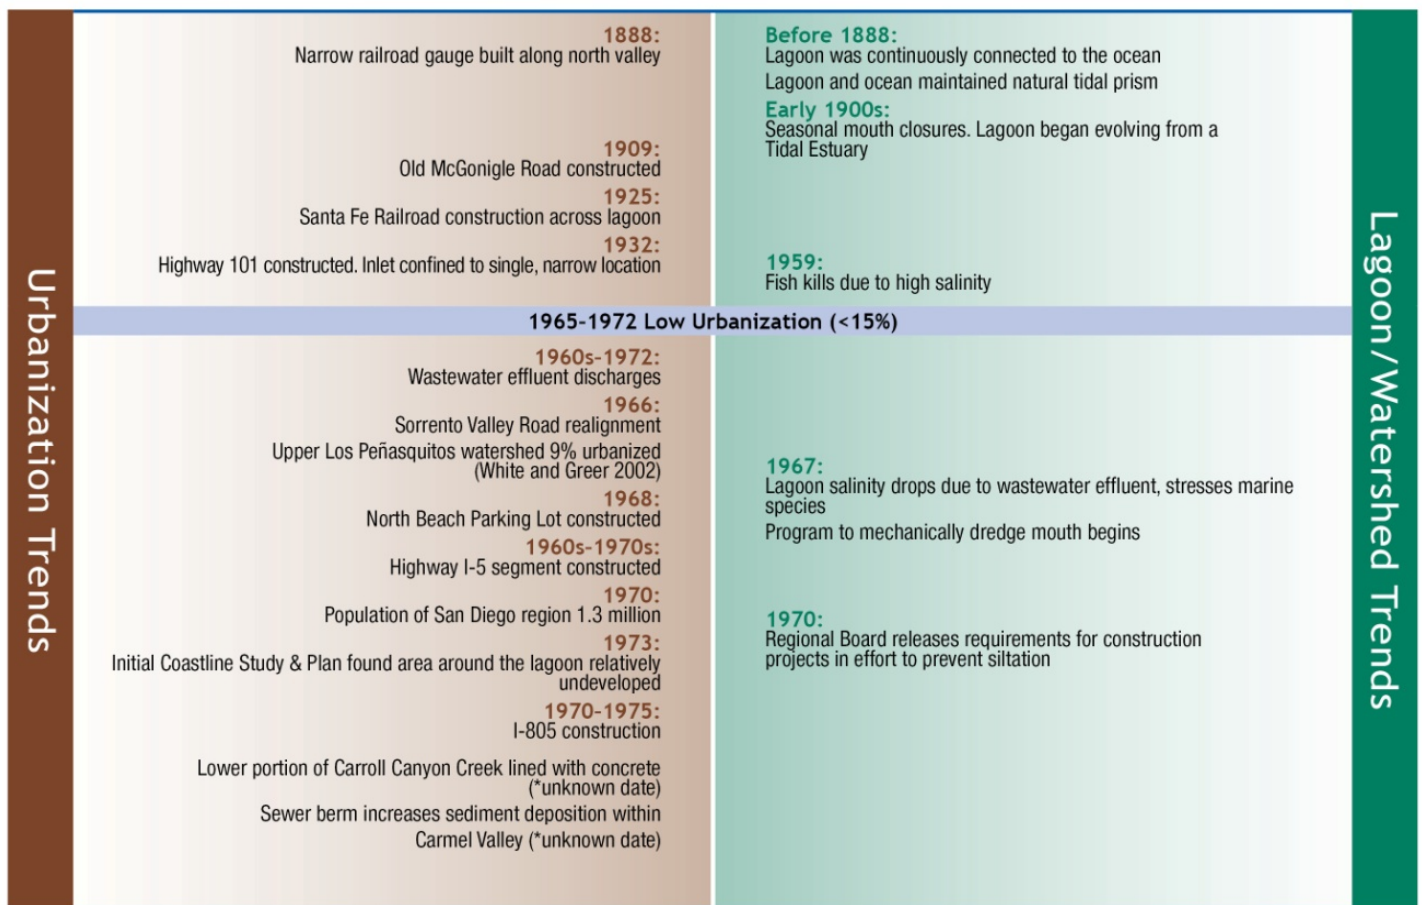 Urbanization Trends
1888:
Narrow railroad gauge built along north valley
1909:
Old McGonigle Road constructed
1925:
Santa Fe Railroad construction across lagoon
1932:
Highway 101 constructed. Inlet confined to single, narrow location
Before 1888:
Lagoon was continuously connected to the ocean
Lagoon and ocean maintained natural tidal prism
Early 1900s:
Seasonal mouth closures. Lagoon began evolving from a
Tidal Estuary
1959:
Fish kills due to high salinity
1965-1972 Low Urbanization (<15%)
1960s-1972:
Wastewater effluent discharges
1966:
Sorrento Valley Road realignment
Upper Los Peñasquitos watershed 9% urbanized
(White and Greer 2002)
1968:
North Beach Parking Lot constructed
1960s-1970s:
Highway I-5 segment constructed
1970:
Population of San Diego region 1.3 million
1973:
Initial Coastline Study & Plan found area around the lagoon relatively
undeveloped
1970-1975:
I-805 construction
Lower portion of Carroll Canyon Creek lined with concrete
(*unknown date)
Sewer berm increases sediment deposition within
Carmel Valley (*unknown date)
1967:
Lagoon salinity drops due to wastewater effluent, stresses marine
species
Program to mechanically dredge mouth begins
1970:
Regional Board releases requirements for construction
projects in effort to prevent siltation
Lagoon/Watershed Trends